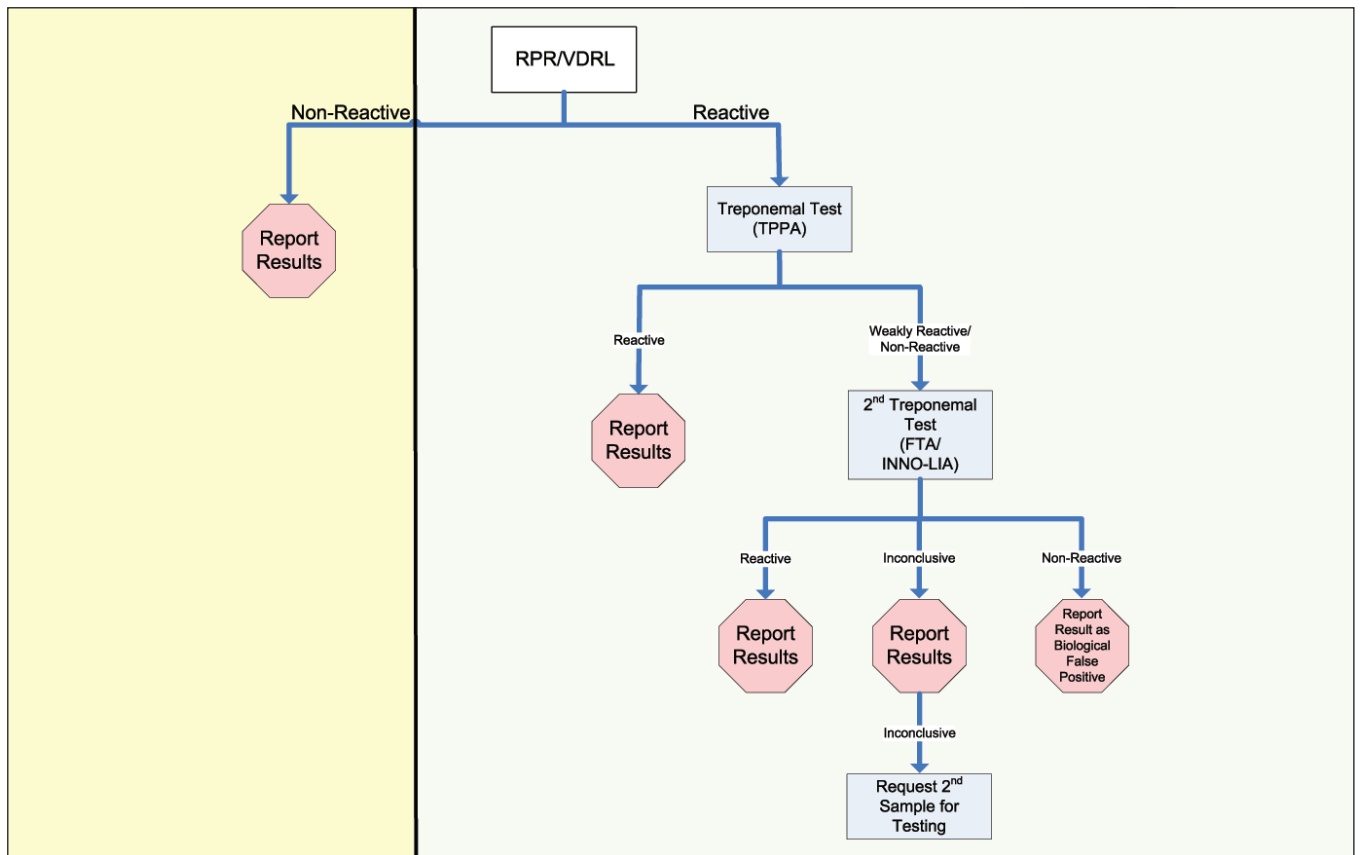 RPR/VDRL
Non-Reactive
Reactive
Treponemal Test
(TPPA)
Report
Results
Reactive
Weakly Reactive/
Non-Reactive
Report
Results
2nd Treponemal
Test
(FTA/
INNO-LIA)
Reactive
Inconclusive
Non-Reactive
Report
Results
Report
Results
Report
Result as
Biological
False
Positive
Inconclusive
Request 2nd
Sample for
Testing